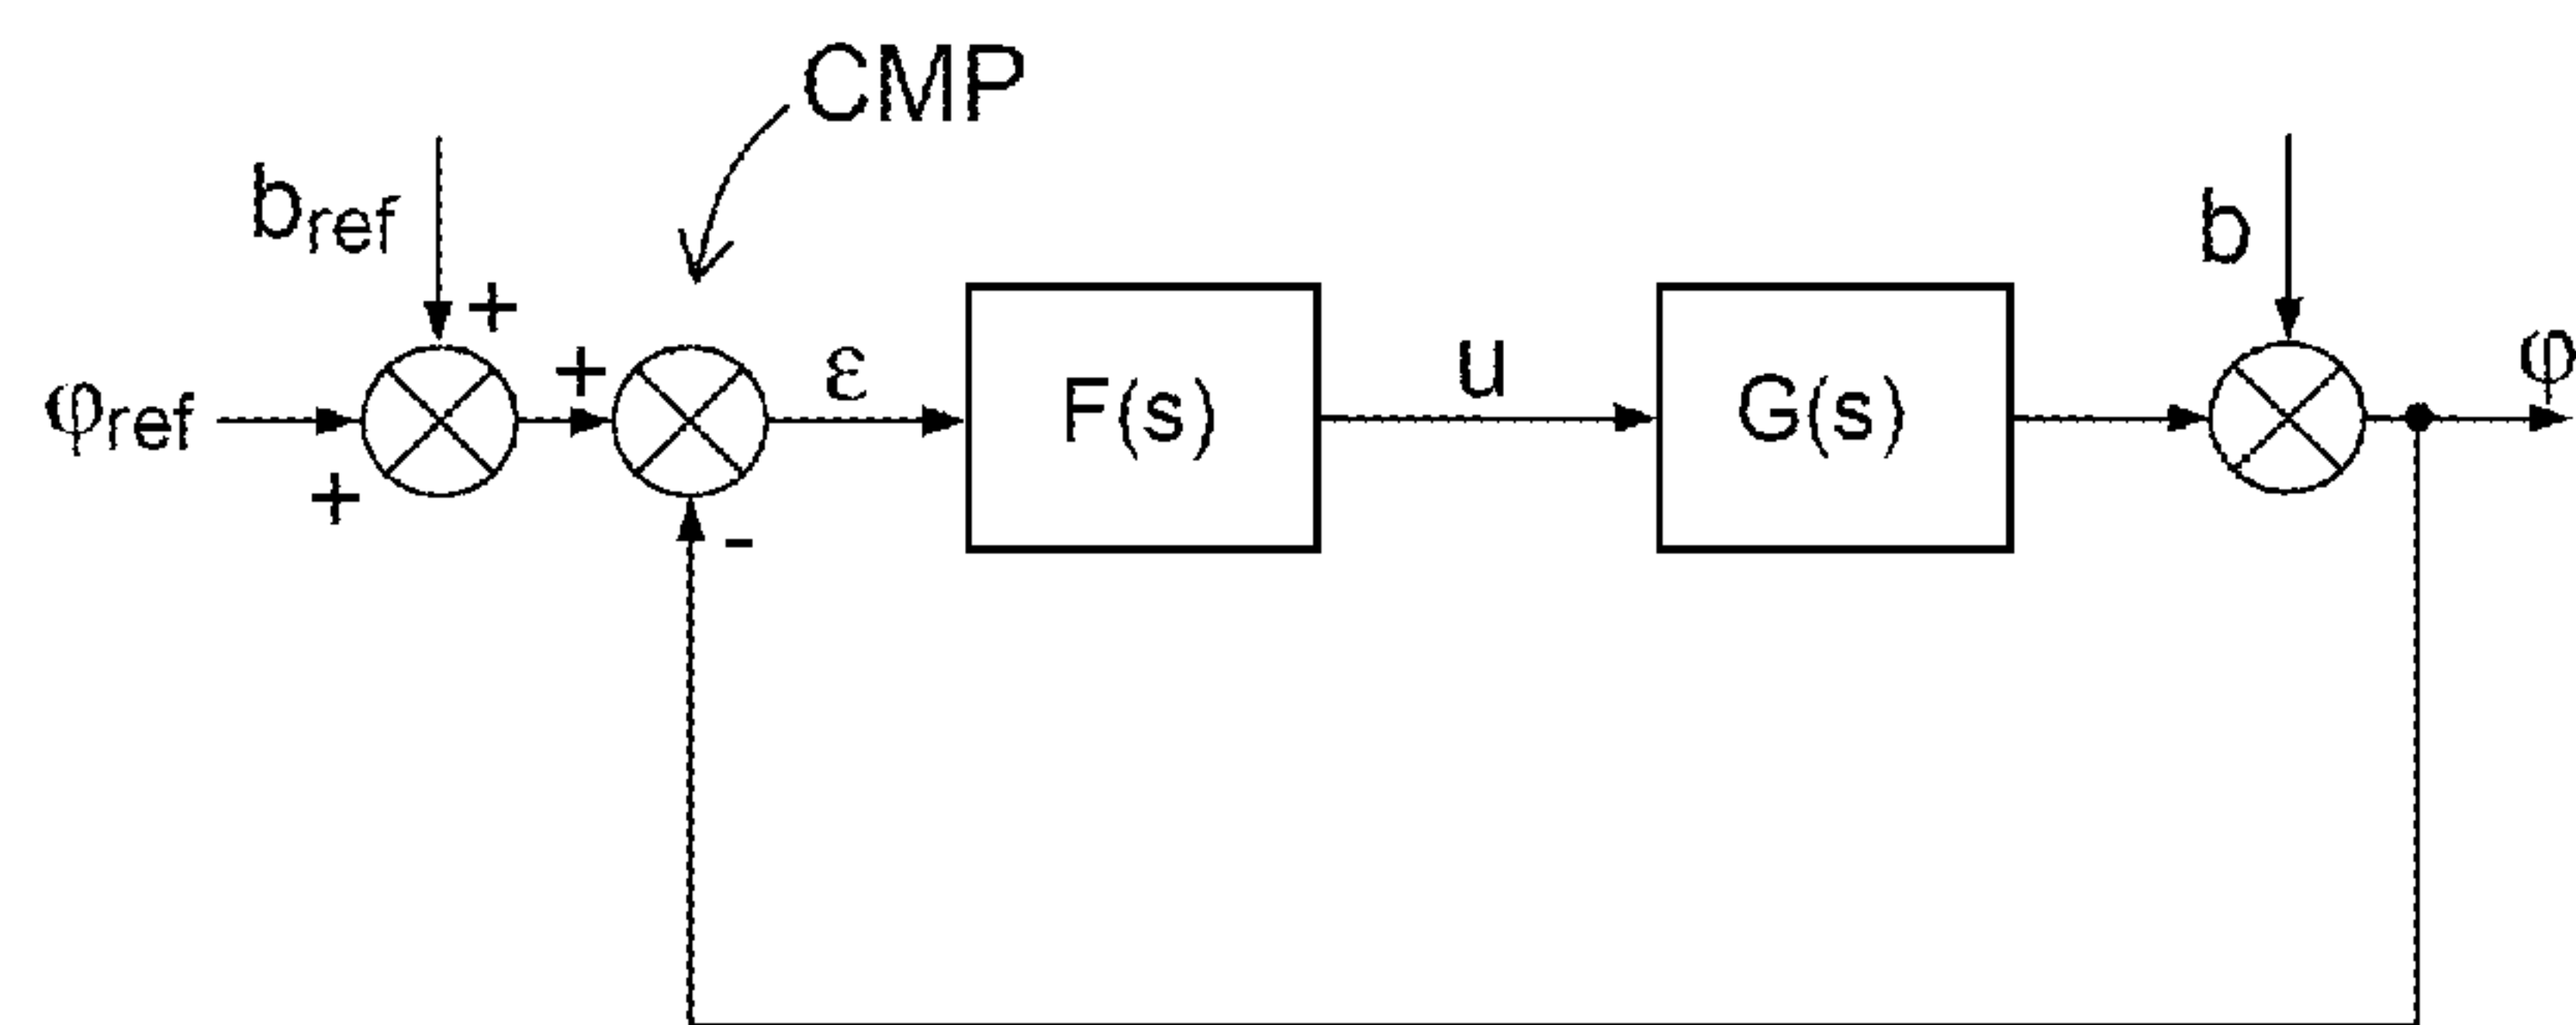 CMP
b_ref
b
+
+
ε
u
φ
φ_ref
F(s)
G(s)
+
-